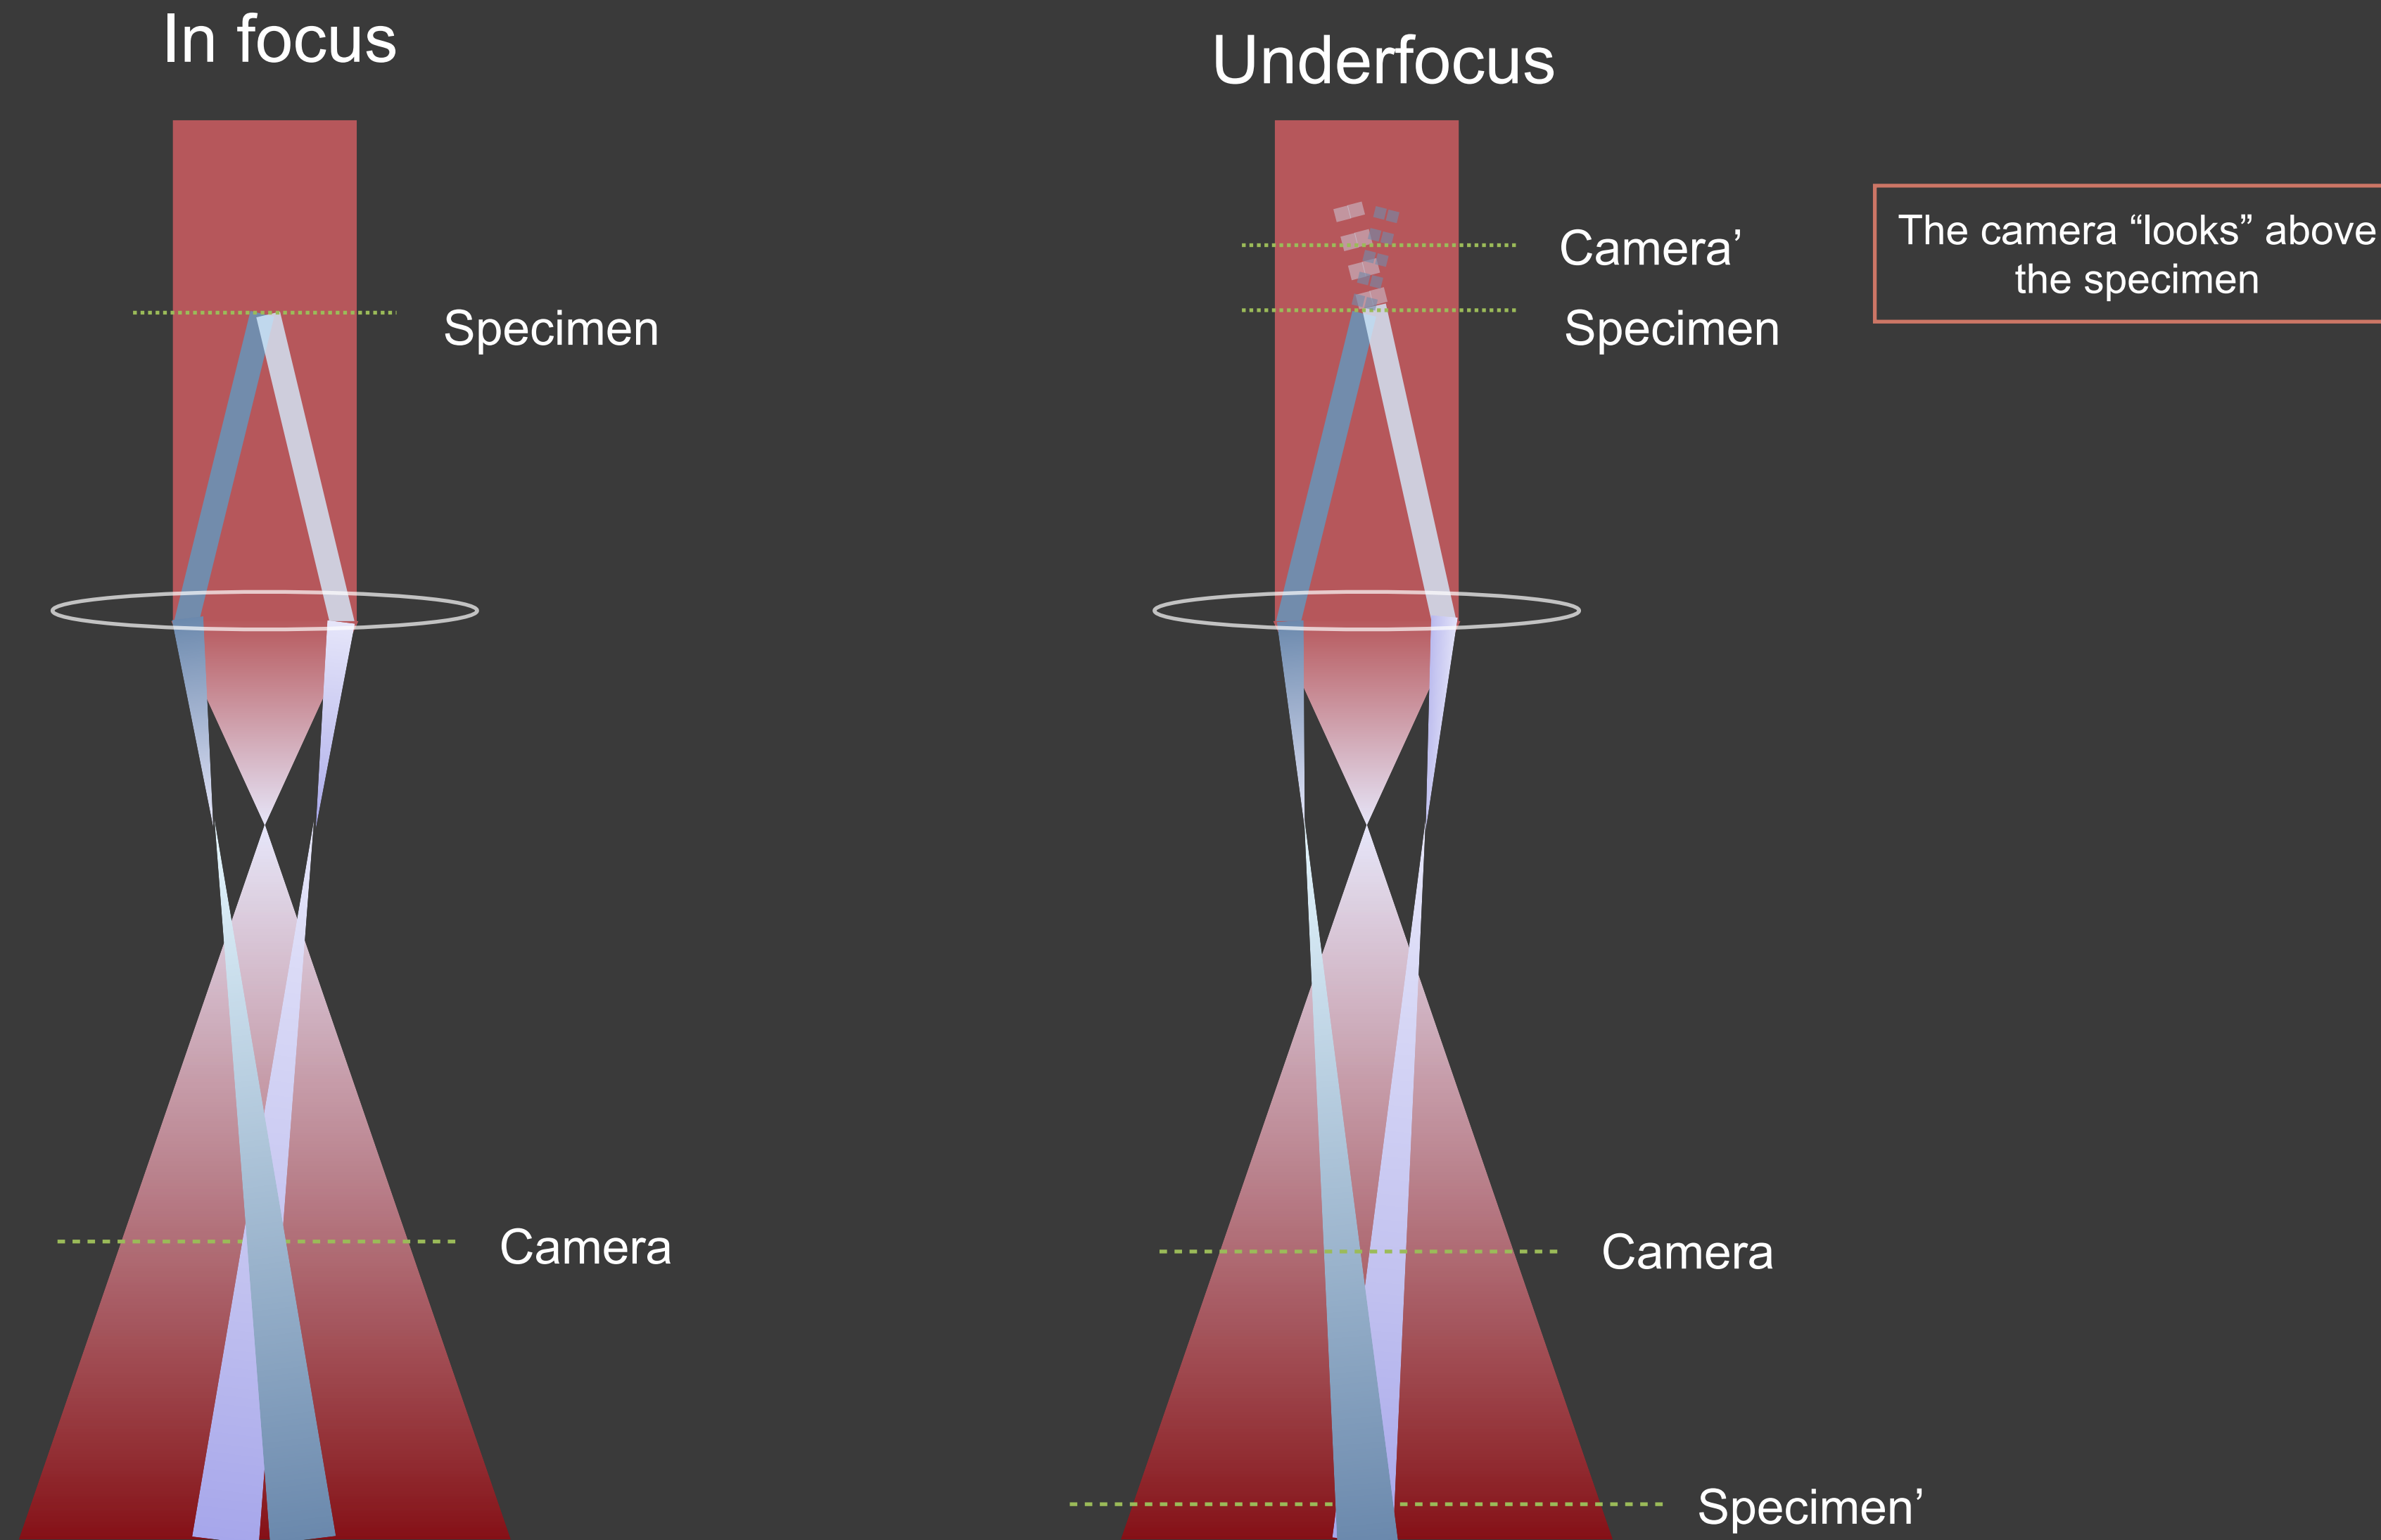 In focus
Underfocus
Camera’
The camera “looks” above
the specimen
Specimen
Specimen
Camera
Camera
Specimen’